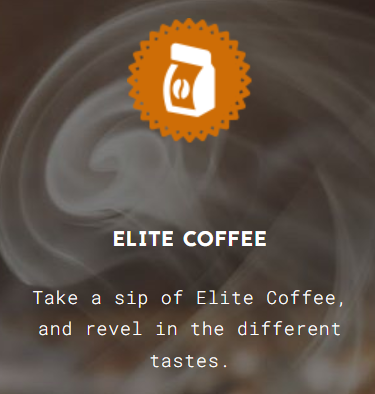 ELITE COFFEE
Take a sip of Elite Coffee,
and revel in the different
tastes.